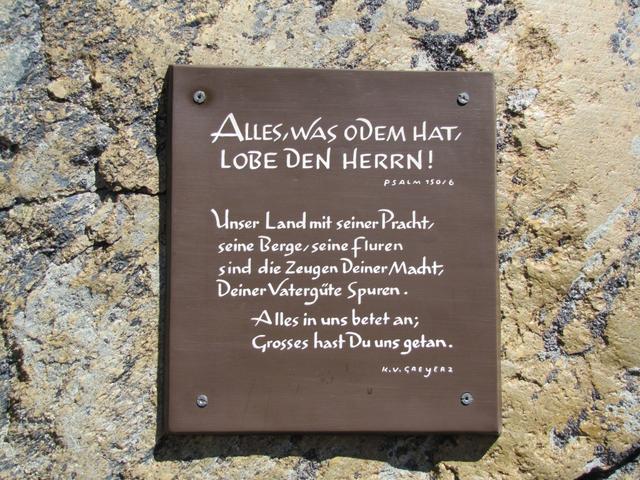 ALLES, WAS ODEM HAT,
LOBE DEN HERRN!
PSALM 150/6
Unser Land mit seiner Pracht,
seine Berge, seine Fluren
sind die Zeugen Deiner Macht,
Deiner Vatergüte Spuren.
Alles in uns betet an;
Grosses hast Du uns getan.
K.V. GREYERZ